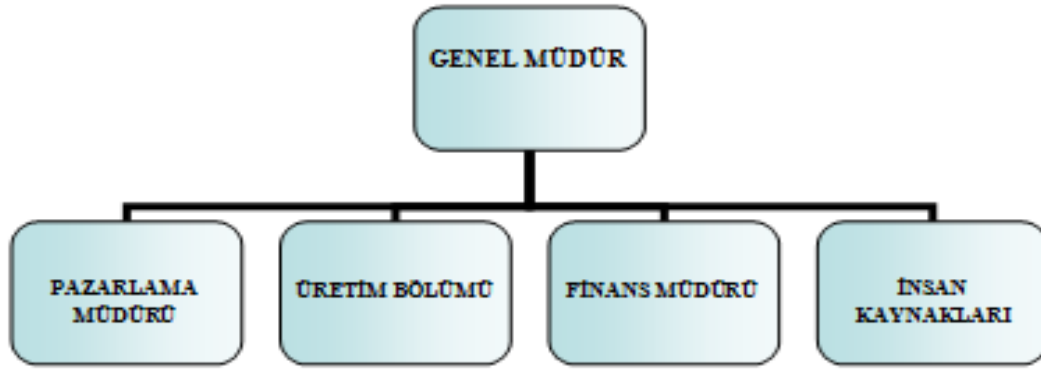 GENEL MÜDÜR
PAZARLAMA
MÜDÜRÜ
ÜRETİM BÖLÜMÜ
FİNANS MÜDÜRÜ
İNSAN
KAYNAKLARI